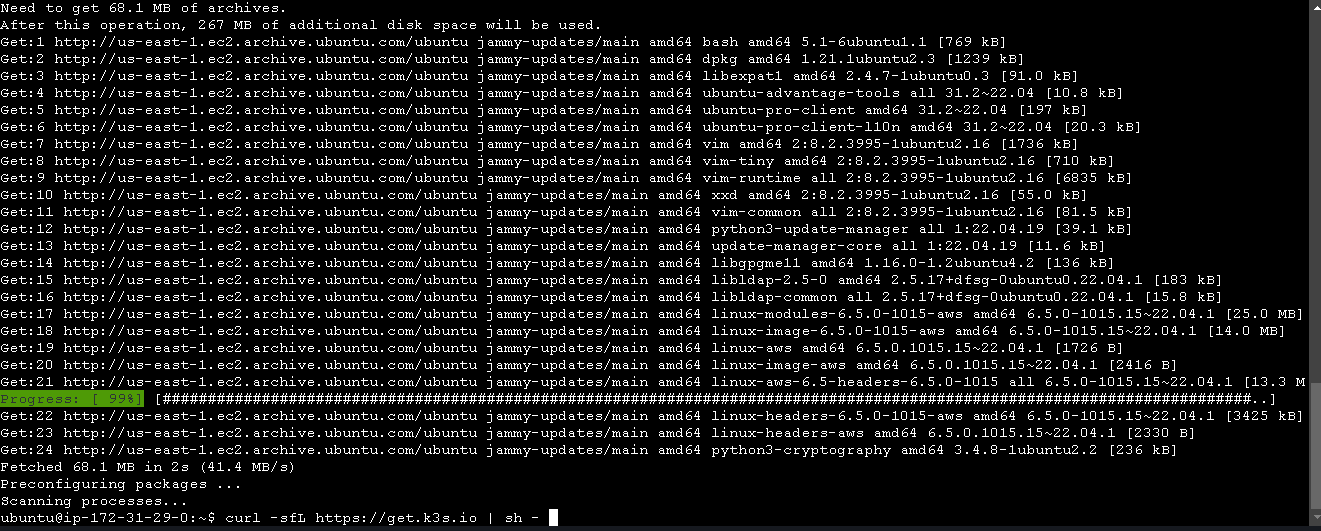 Need to get 68.1 MB of archives.
After this operation, 267 MB of additional disk space will be used.
Get:1 http://us-east-1.ec2.archive.ubuntu.com/ubuntu jammy-updates/main amd64 bash amd64 5.1-6ubuntu1.1 [769 kB]
Get:2 http://us-east-1.ec2.archive.ubuntu.com/ubuntu jammy-updates/main amd64 dpkg amd64 1.21.1ubuntu2.3 [1239 kB]
Get:3 http://us-east-1.ec2.archive.ubuntu.com/ubuntu jammy-updates/main amd64 libexpat1 amd64 2.4.7-1ubuntu0.3 [91.0 kB]
Get:4 http://us-east-1.ec2.archive.ubuntu.com/ubuntu jammy-updates/main amd64 ubuntu-advantage-tools all 31.2~22.04 [10.8 kB]
Get:5 http://us-east-1.ec2.archive.ubuntu.com/ubuntu jammy-updates/main amd64 ubuntu-pro-client amd64 31.2~22.04 [197 kB]
Get:6 http://us-east-1.ec2.archive.ubuntu.com/ubuntu jammy-updates/main amd64 ubuntu-pro-client-l10n amd64 31.2~22.04 [20.3 kB]
Get:7 http://us-east-1.ec2.archive.ubuntu.com/ubuntu jammy-updates/main amd64 vim amd64 2:8.2.3995-1ubuntu2.16 [1736 kB]
Get:8 http://us-east-1.ec2.archive.ubuntu.com/ubuntu jammy-updates/main amd64 vim-tiny amd64 2:8.2.3995-1ubuntu2.16 [710 kB]
Get:9 http://us-east-1.ec2.archive.ubuntu.com/ubuntu jammy-updates/main amd64 vim-runtime all 2:8.2.3995-1ubuntu2.16 [6835 kB]
Get:10 http://us-east-1.ec2.archive.ubuntu.com/ubuntu jammy-updates/main amd64 xxd amd64 2:8.2.3995-1ubuntu2.16 [55.0 kB]
Get:11 http://us-east-1.ec2.archive.ubuntu.com/ubuntu jammy-updates/main amd64 vim-common all 2:8.2.3995-1ubuntu2.16 [81.5 kB]
Get:12 http://us-east-1.ec2.archive.ubuntu.com/ubuntu jammy-updates/main amd64 python3-update-manager all 1:22.04.19 [39.1 kB]
Get:13 http://us-east-1.ec2.archive.ubuntu.com/ubuntu jammy-updates/main amd64 update-manager-core all 1:22.04.19 [11.6 kB]
Get:14 http://us-east-1.ec2.archive.ubuntu.com/ubuntu jammy-updates/main amd64 libgpgme11 amd64 1.16.0-1.2ubuntu4.2 [136 kB]
Get:15 http://us-east-1.ec2.archive.ubuntu.com/ubuntu jammy-updates/main amd64 libldap-2.5-0 amd64 2.5.17+dfsg-0ubuntu0.22.04.1 [183 kB]
Get:16 http://us-east-1.ec2.archive.ubuntu.com/ubuntu jammy-updates/main amd64 libldap-common all 2.5.17+dfsg-0ubuntu0.22.04.1 [15.8 kB]
Get:17 http://us-east-1.ec2.archive.ubuntu.com/ubuntu jammy-updates/main amd64 linux-modules-6.5.0-1015-aws amd64 6.5.0-1015.15~22.04.1 [25.0 MB]
Get:18 http://us-east-1.ec2.archive.ubuntu.com/ubuntu jammy-updates/main amd64 linux-image-6.5.0-1015-aws amd64 6.5.0-1015.15~22.04.1 [14.0 MB]
Get:19 http://us-east-1.ec2.archive.ubuntu.com/ubuntu jammy-updates/main amd64 linux-aws amd64 6.5.0.1015.15~22.04.1 [1726 B]
Get:20 http://us-east-1.ec2.archive.ubuntu.com/ubuntu jammy-updates/main amd64 linux-image-aws amd64 6.5.0.1015.15~22.04.1 [2416 B]
Get:21 http://us-east-1.ec2.archive.ubuntu.com/ubuntu jammy-updates/main amd64 linux-aws-6.5-headers-6.5.0-1015 all 6.5.0-1015.15~22.04.1 [13.3 M
Progress: [ 99%] [#########################################################################################################################..]
Get:22 http://us-east-1.ec2.archive.ubuntu.com/ubuntu jammy-updates/main amd64 linux-headers-6.5.0-1015-aws amd64 6.5.0-1015.15~22.04.1 [3425 kB]
Get:23 http://us-east-1.ec2.archive.ubuntu.com/ubuntu jammy-updates/main amd64 linux-headers-aws amd64 6.5.0.1015.15~22.04.1 [2330 B]
Get:24 http://us-east-1.ec2.archive.ubuntu.com/ubuntu jammy-updates/main amd64 python3-cryptography amd64 3.4.8-1ubuntu2.2 [236 kB]
Fetched 68.1 MB in 2s (41.4 MB/s)
Preconfiguring packages ...
Scanning processes...
ubuntu@ip-172-31-29-0:~$ curl -sfL https://get.k3s.io | sh -